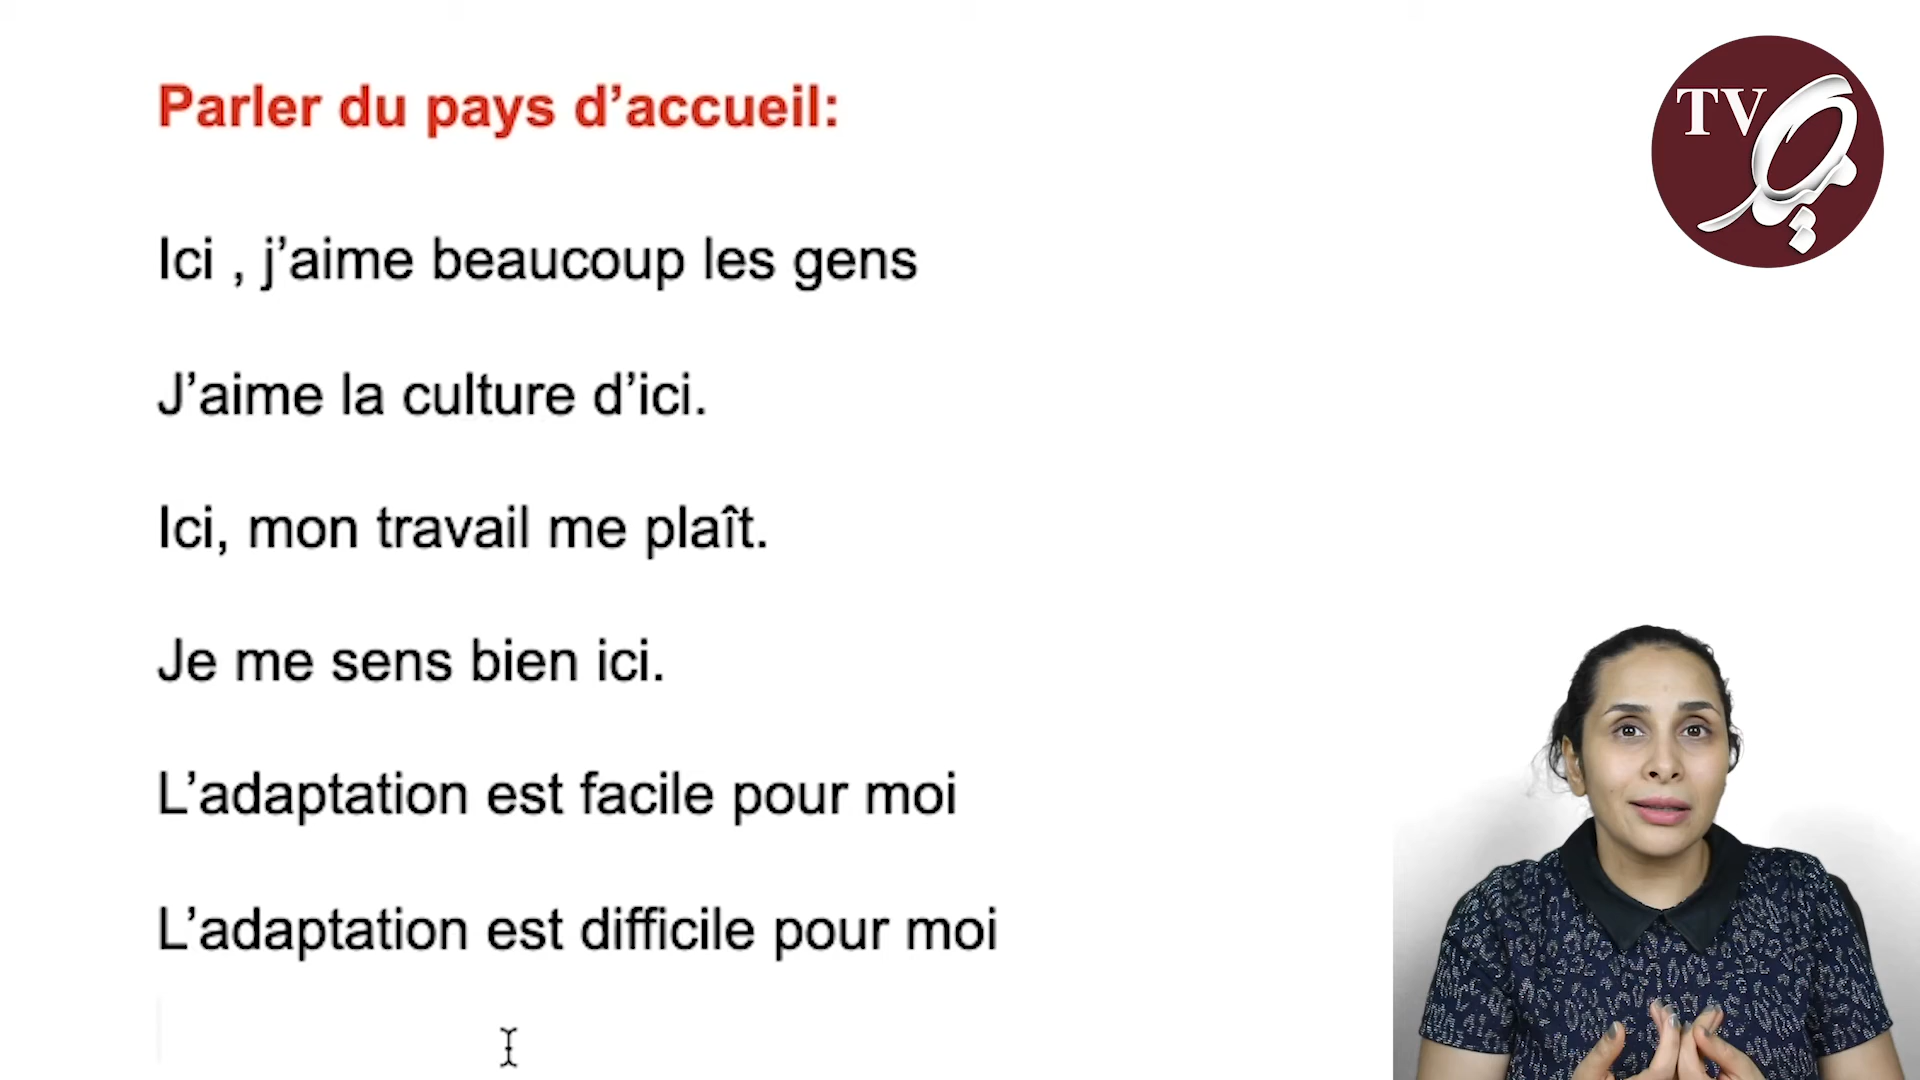 Parler du pays d’accueil:
TV
Ici , j’aime beaucoup les gens
J’aime la culture d’ici.
Ici, mon travail me plaît.
Je me sens bien ici.
L’adaptation est facile pour moi
L’adaptation est difficile pour moi